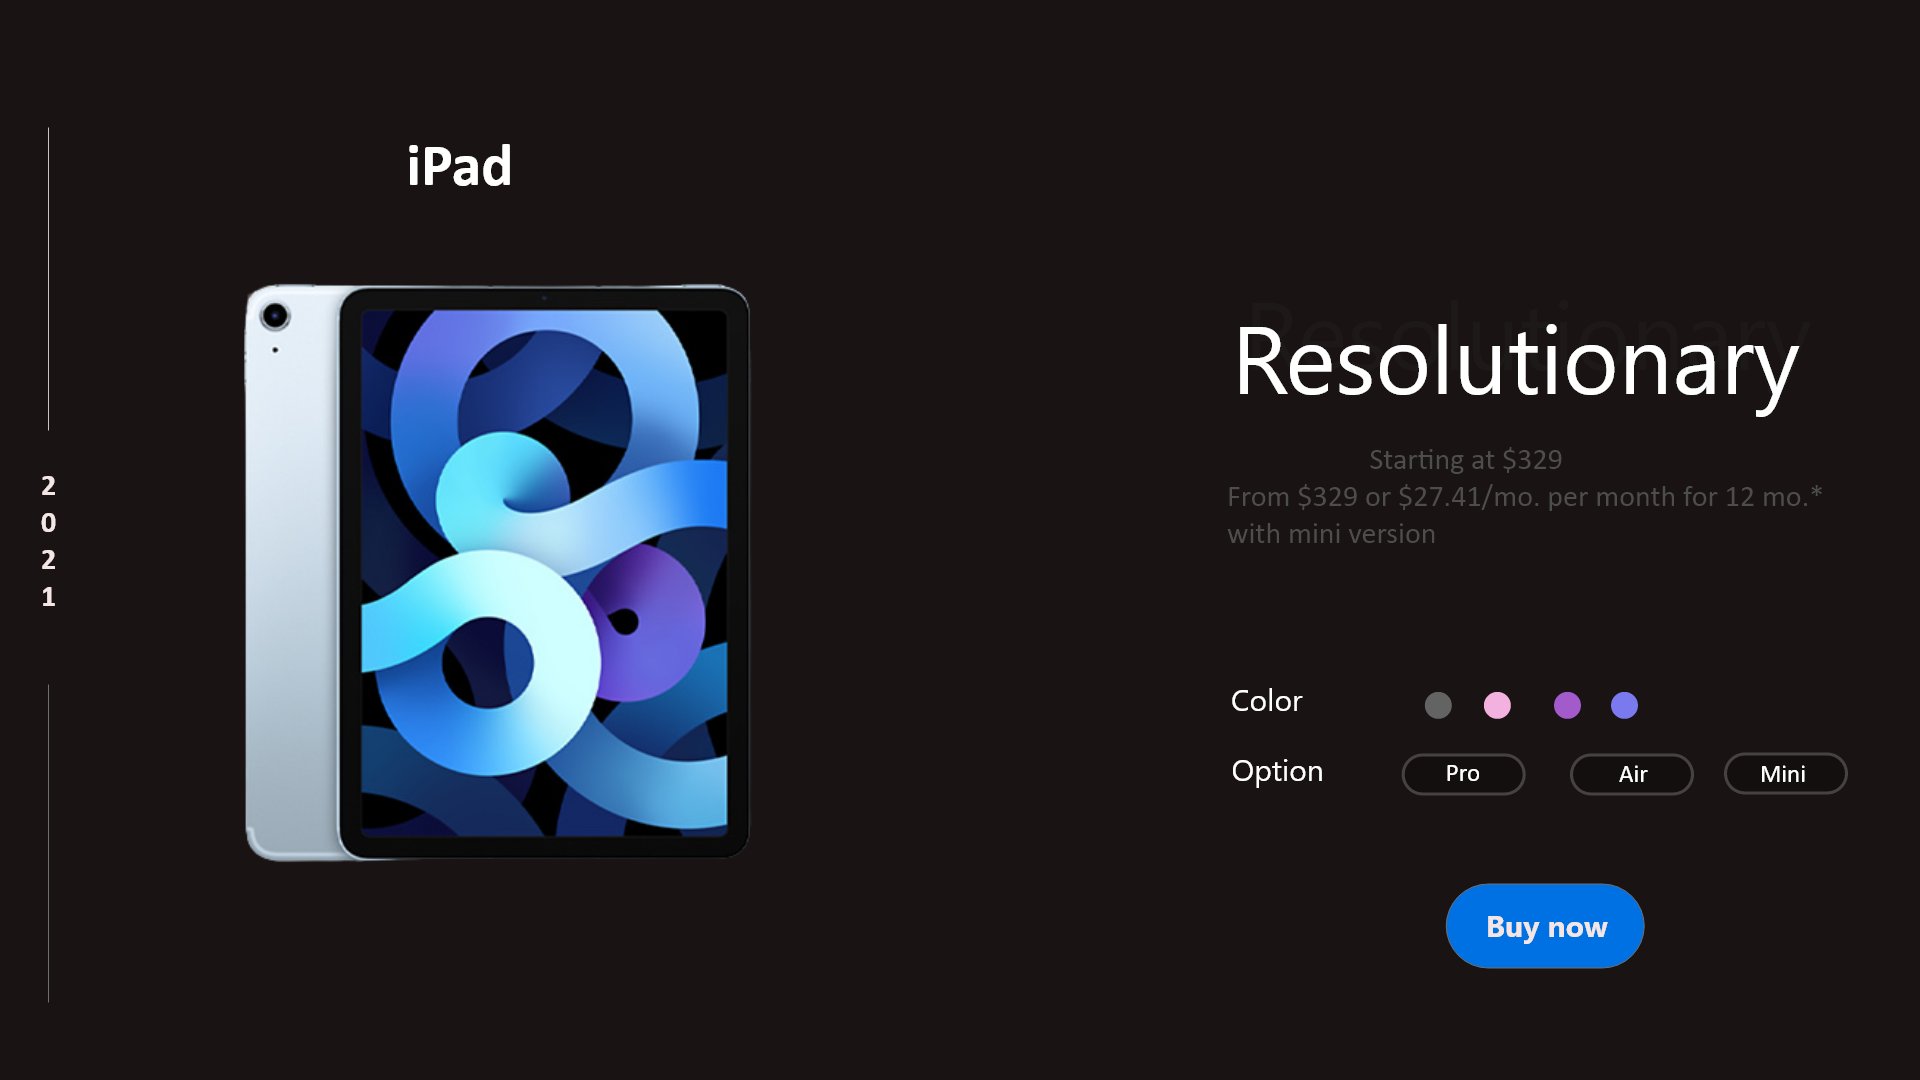 iPad
2
0
2
1
Resolutionary
Resolutionary
Starting at $329
From $329 or $27.41/mo. per month for 12 mo.*
with mini version
Color
Option
Pro
Air
Mini
Buy now